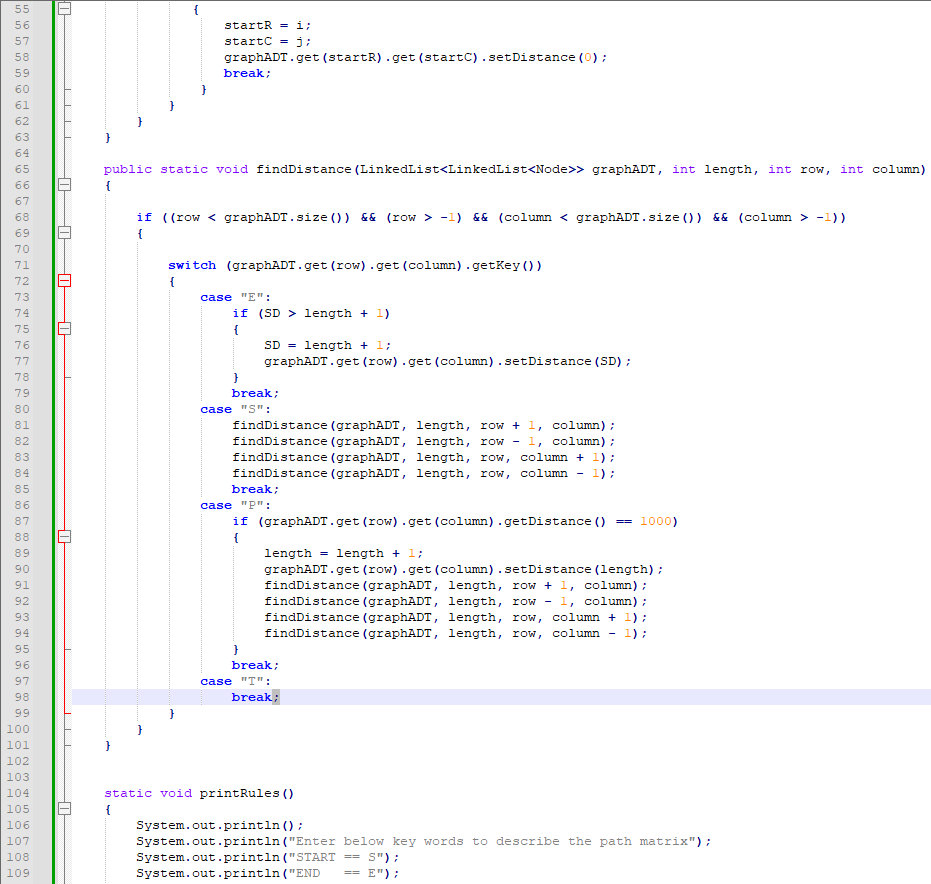 55                     {
56                         startR = i;
57                         startC = j;
58                         graphADT.get(startR).get(startC).setDistance(0);
59                         break;
60                     }
61                 }
62             }
63         }
64
65         public static void findDistance(LinkedList<LinkedList<Node>> graphADT, int length, int row, int column)
66         {
67
68             if ((row < graphADT.size()) && (row > -1) && (column < graphADT.size()) && (column > -1))
69             {
70
71                 switch (graphADT.get(row).get(column).getKey())
72                 {
73                     case "E":
74                         if (SD > length + 1)
75                         {
76                             SD = length + 1;
77                             graphADT.get(row).get(column).setDistance(SD);
78                         }
79                         break;
80                     case "S":
81                         findDistance(graphADT, length, row + 1, column);
82                         findDistance(graphADT, length, row - 1, column);
83                         findDistance(graphADT, length, row, column + 1);
84                         findDistance(graphADT, length, row, column - 1);
85                         break;
86                     case "P":
87                         if (graphADT.get(row).get(column).getDistance() == 1000)
88                         {
89                             length = length + 1;
90                             graphADT.get(row).get(column).setDistance(length);
91                             findDistance(graphADT, length, row + 1, column);
92                             findDistance(graphADT, length, row - 1, column);
93                             findDistance(graphADT, length, row, column + 1);
94                             findDistance(graphADT, length, row, column - 1);
95                         }
96                         break;
97                     case "T":
98                         break;
99                 }
100            }
101        }
102
103
104        static void printRules()
105        {
106            System.out.println();
107            System.out.println("Enter below key words to describe the path matrix");
108            System.out.println("START == S");
109            System.out.println("END   == E");